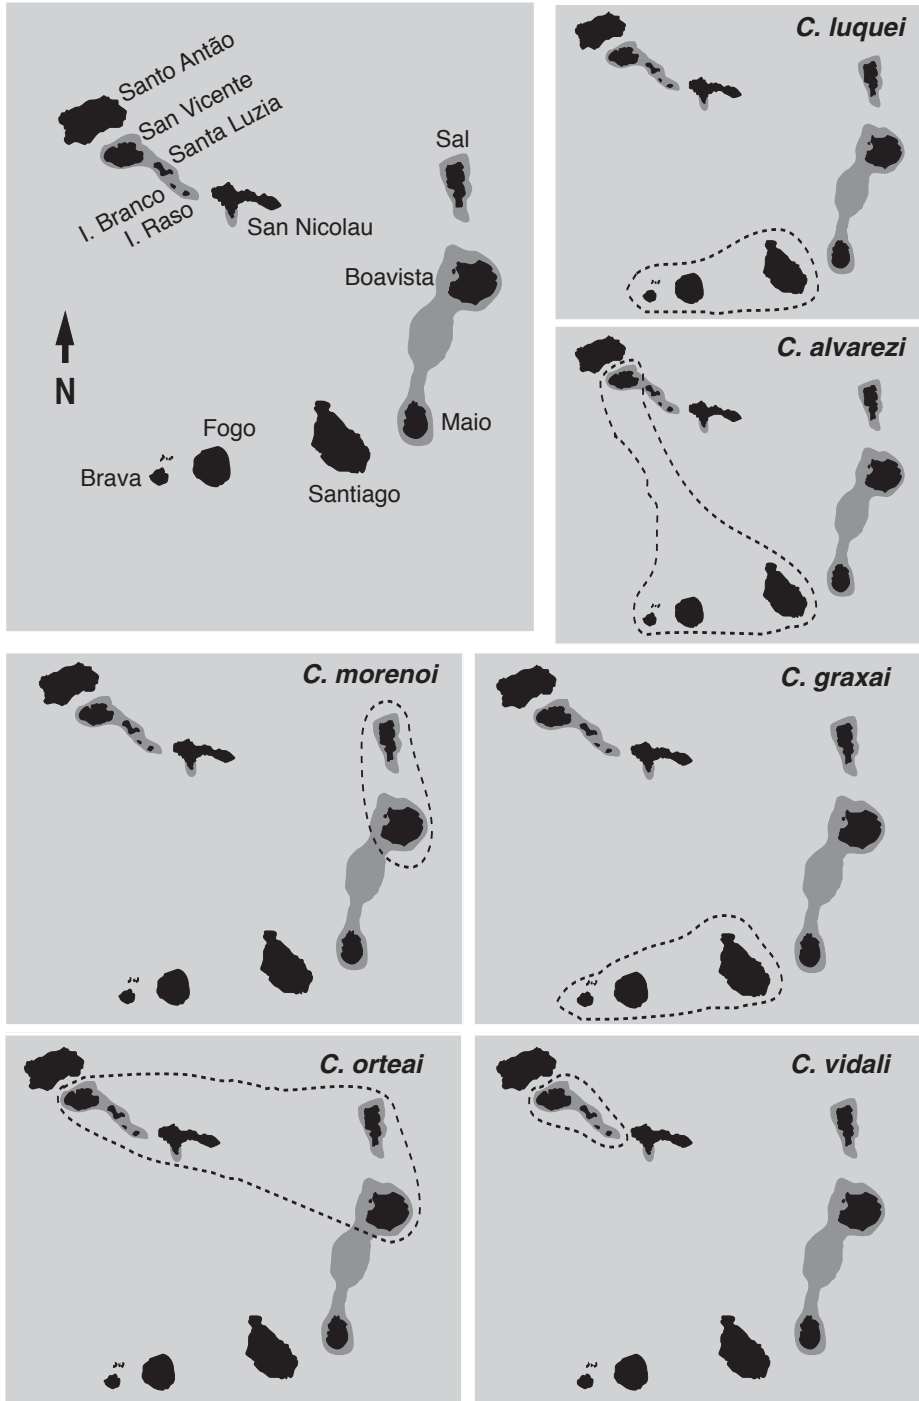 Santo Antão
San Vicente
Santa Luzia
I. Branco
I. Raso
San Nicolau
Sal
Boavista
N
Maio
Fogo
Brava
Santiago
C. luquei
C. alvarezi
C. morenoi
C. graxai
C. orteai
C. vidali